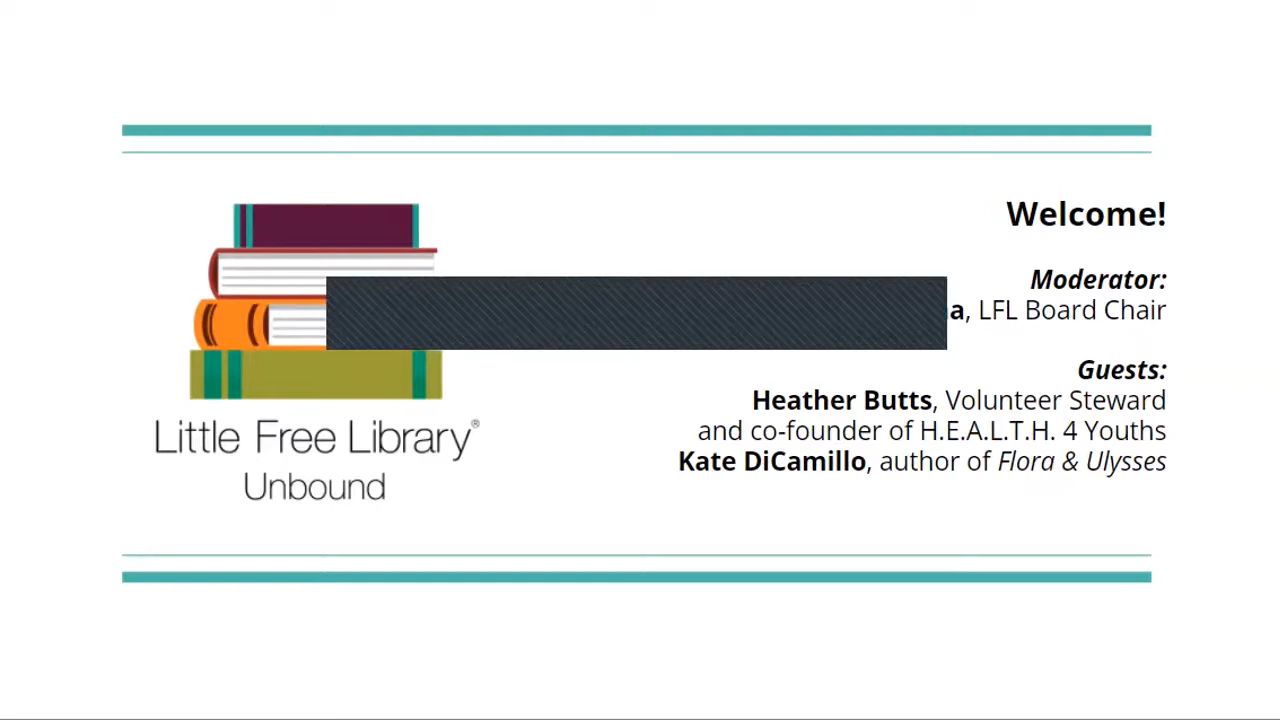 Welcome!
Moderator:
, LFL Board Chair
Guests:
Heather Butts, Volunteer Steward
and co-founder of H.E.A.L.T.H. 4 Youths
Kate DiCamillo, author of Flora & Ulysses
Little Free Library®
Unbound